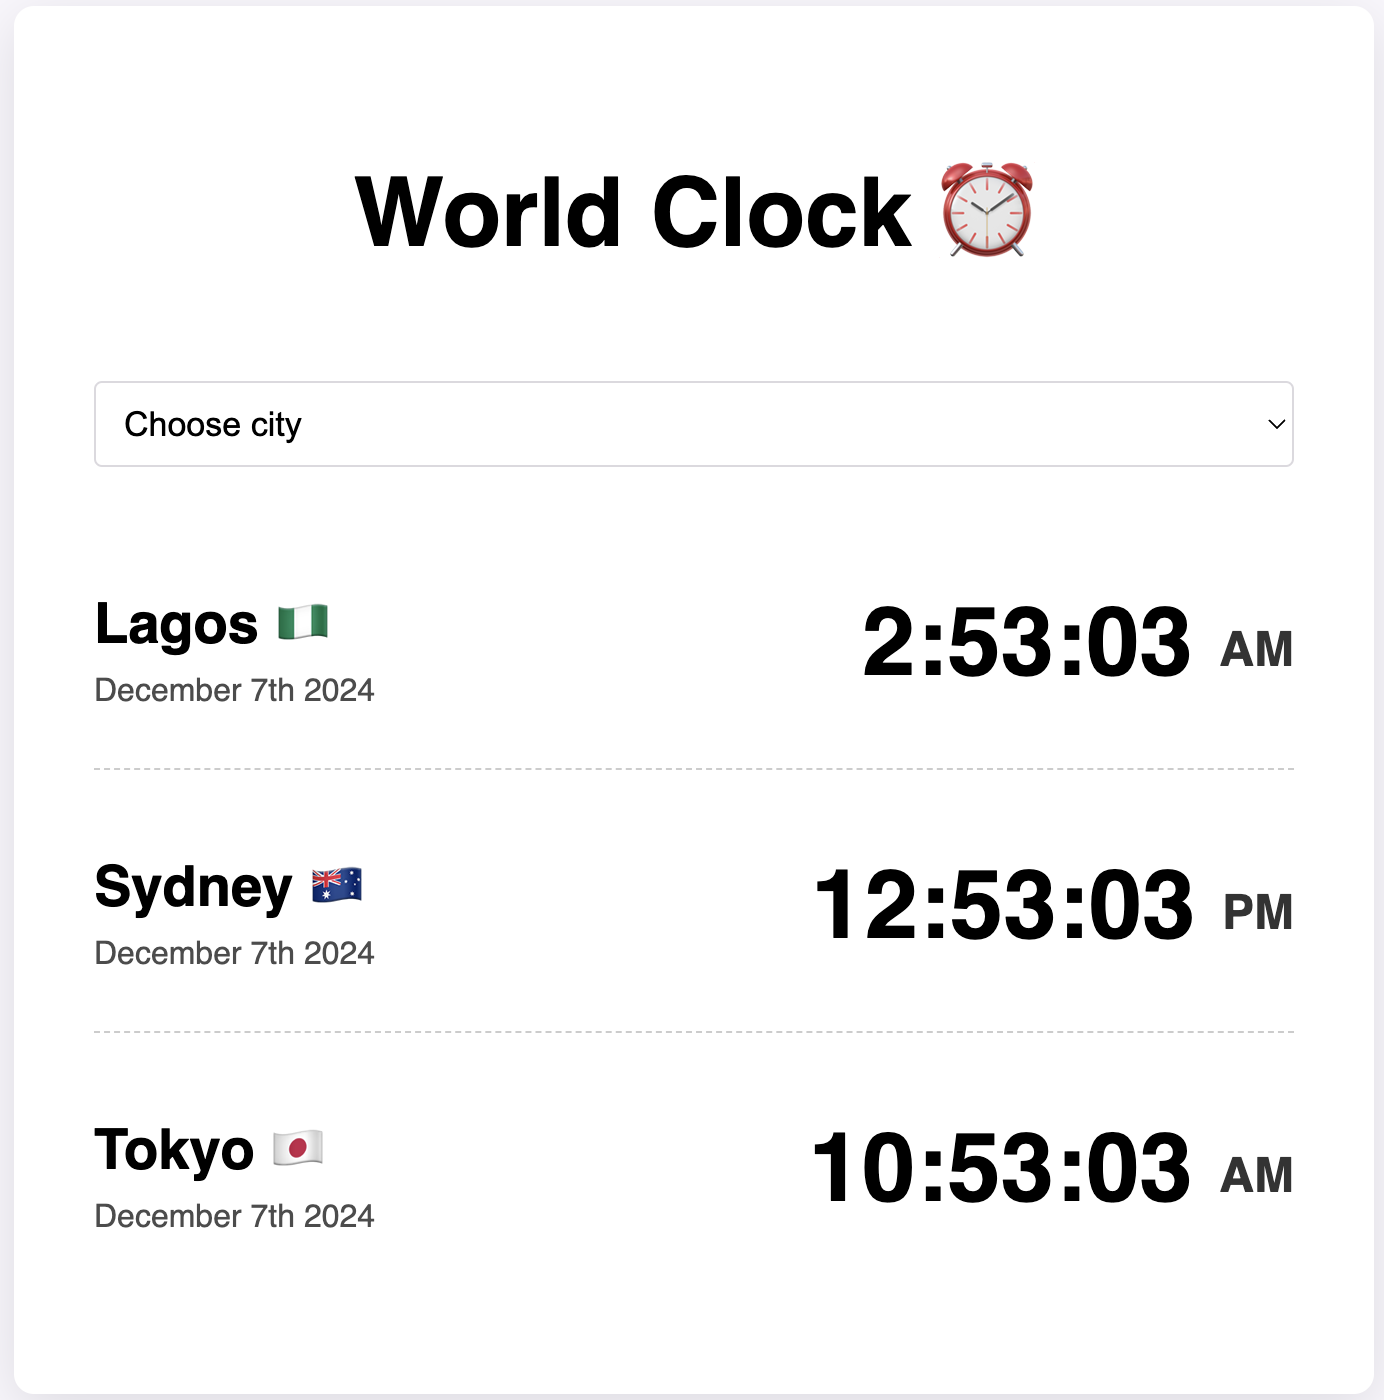 World Clock ⏰
Choose city
Lagos 🇳🇬
2:53:03 AM
December 7th 2024
Sydney 🇦🇺
12:53:03 PM
December 7th 2024
Tokyo 🇯🇵
10:53:03 AM
December 7th 2024